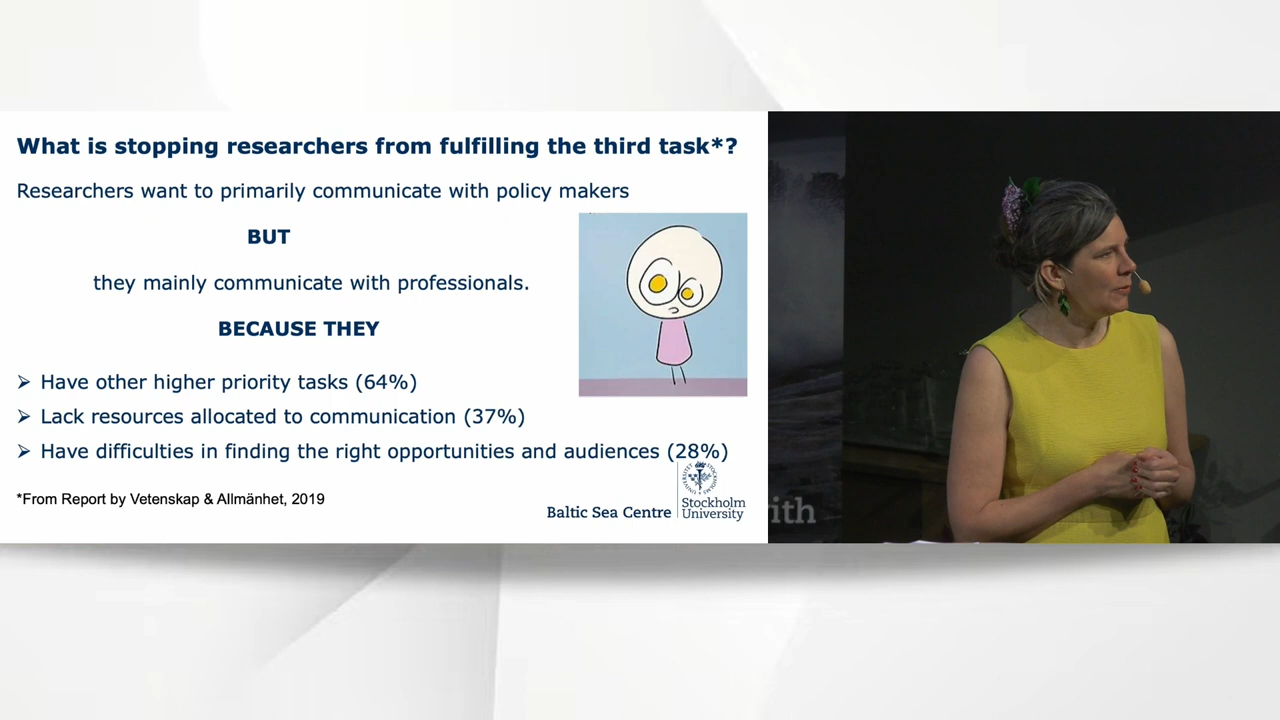 What is stopping researchers from fulfilling the third task*?
Researchers want to primarily communicate with policy makers
BUT
they mainly communicate with professionals.
BECAUSE THEY
➢ Have other higher priority tasks (64%)
➢ Lack resources allocated to communication (37%)
➢ Have difficulties in finding the right opportunities and audiences (28%)
*From Report by Vetenskap & Allmänhet, 2019
Baltic Sea Centre
Stockholm
University